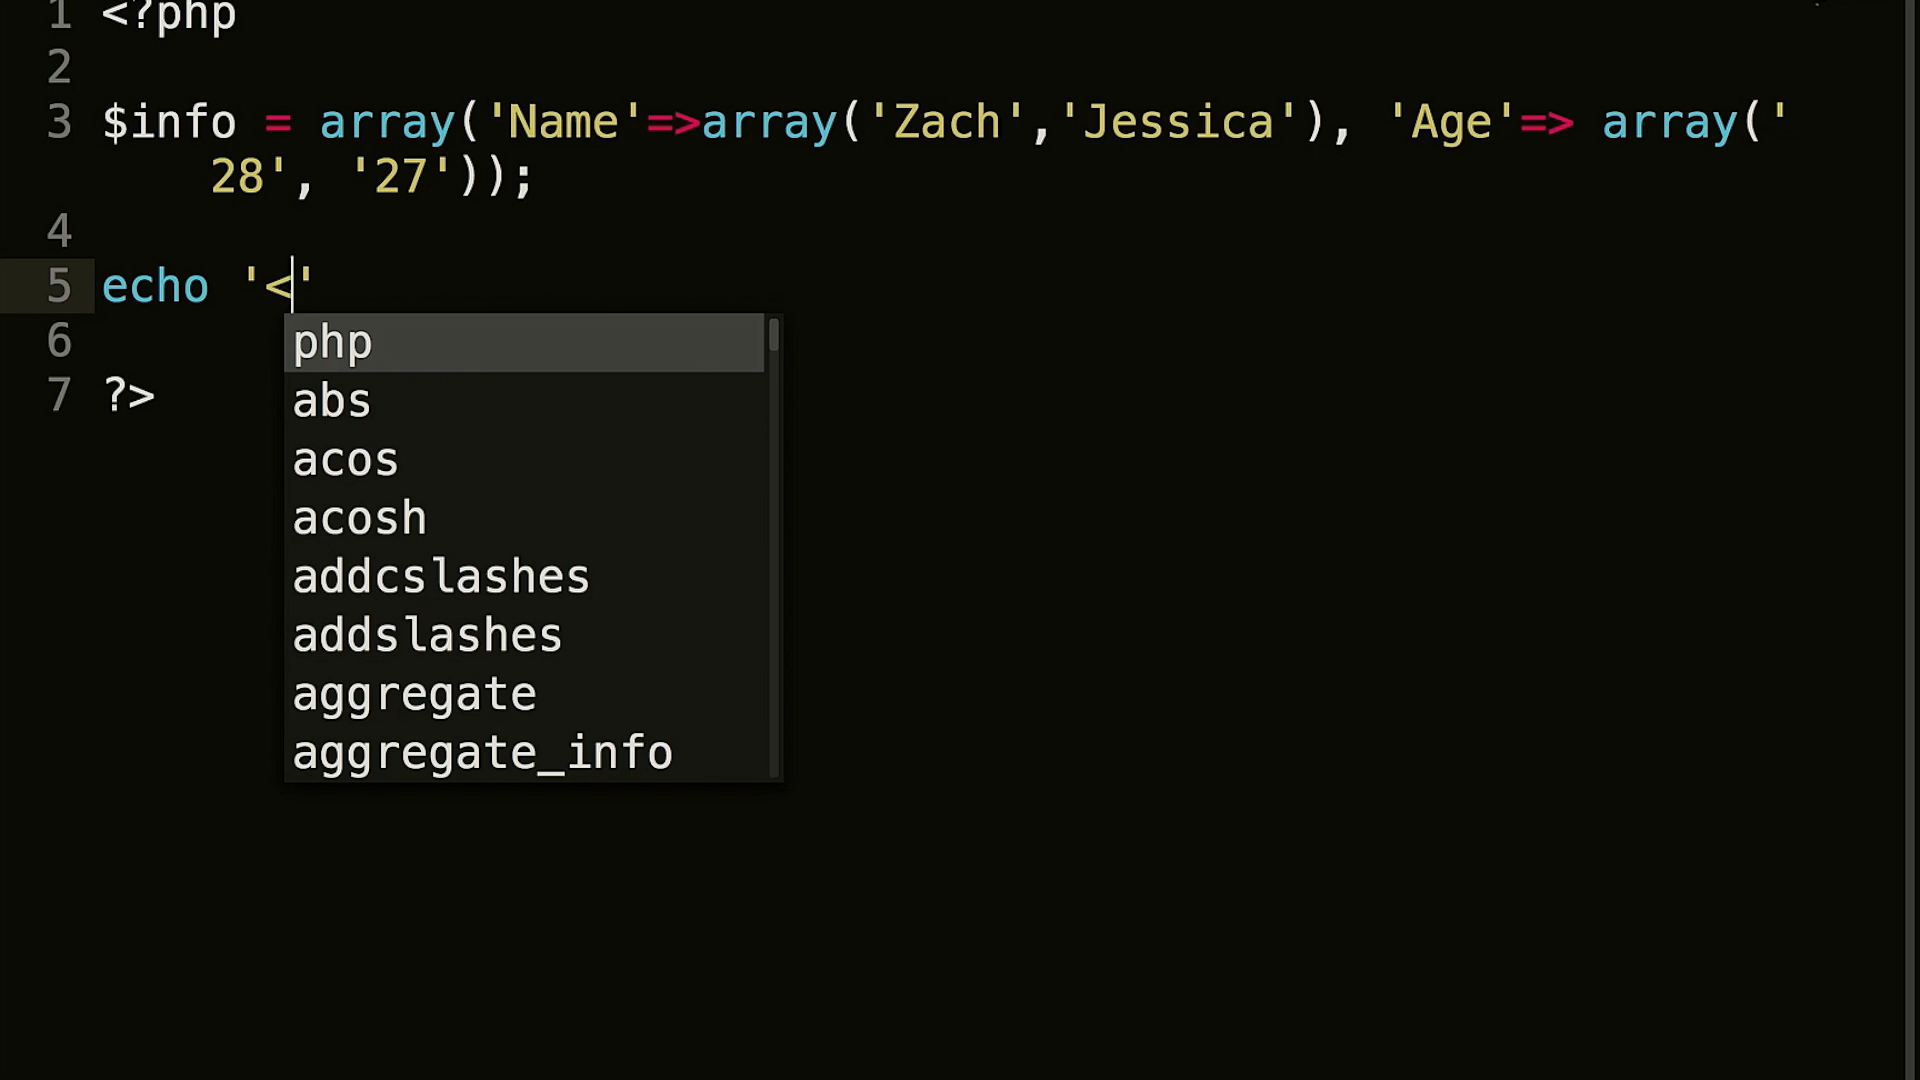 1 <?php
2
3 $info = array('Name'=>array('Zach','Jessica'), 'Age'=> array('
28', '27'));
4
5 echo '<'
6
7 ?>
php
abs
acos
acosh
addcslashes
addslashes
aggregate
aggregate_info